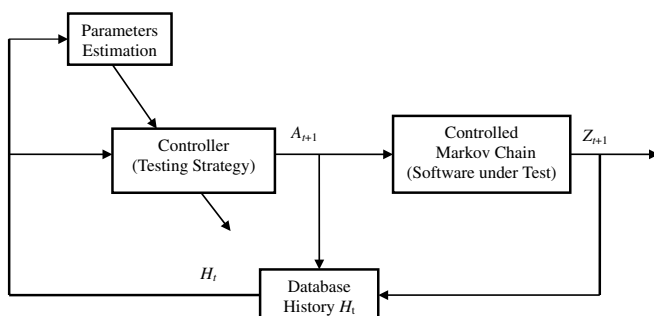 Parameters
Estimation
Controller
(Testing Strategy)
A_{t+1}
Controlled
Markov Chain
(Software under Test)
Z_{t+1}
H_t
Database
History H_t